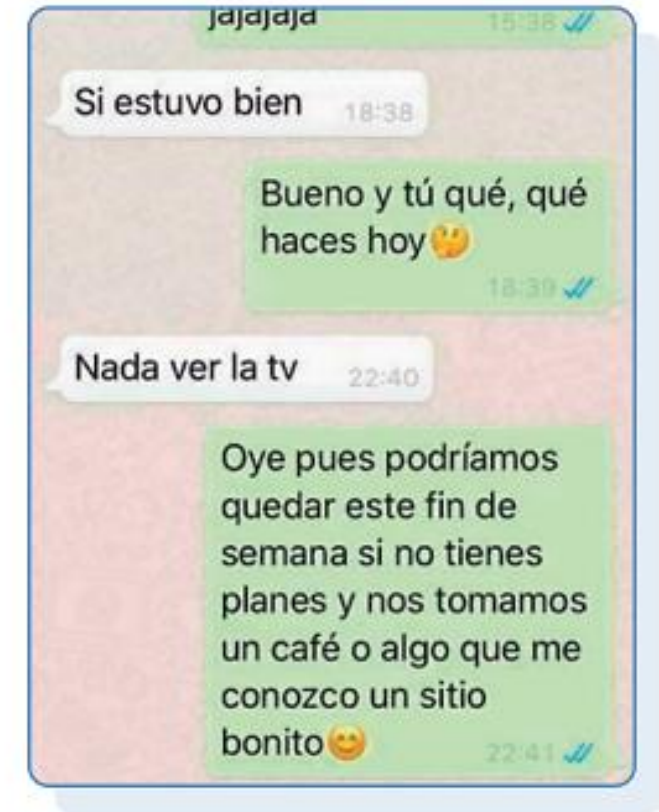 jajajaja
15:38
Si estuvo bien 18:38
Bueno y tú qué, qué
haces hoy🤔
18:39
Nada ver la tv 22:40
Oye pues podríamos
quedar este fin de
semana si no tienes
planes y nos tomamos
un café o algo que me
conozco un sitio
bonito😊
22:41